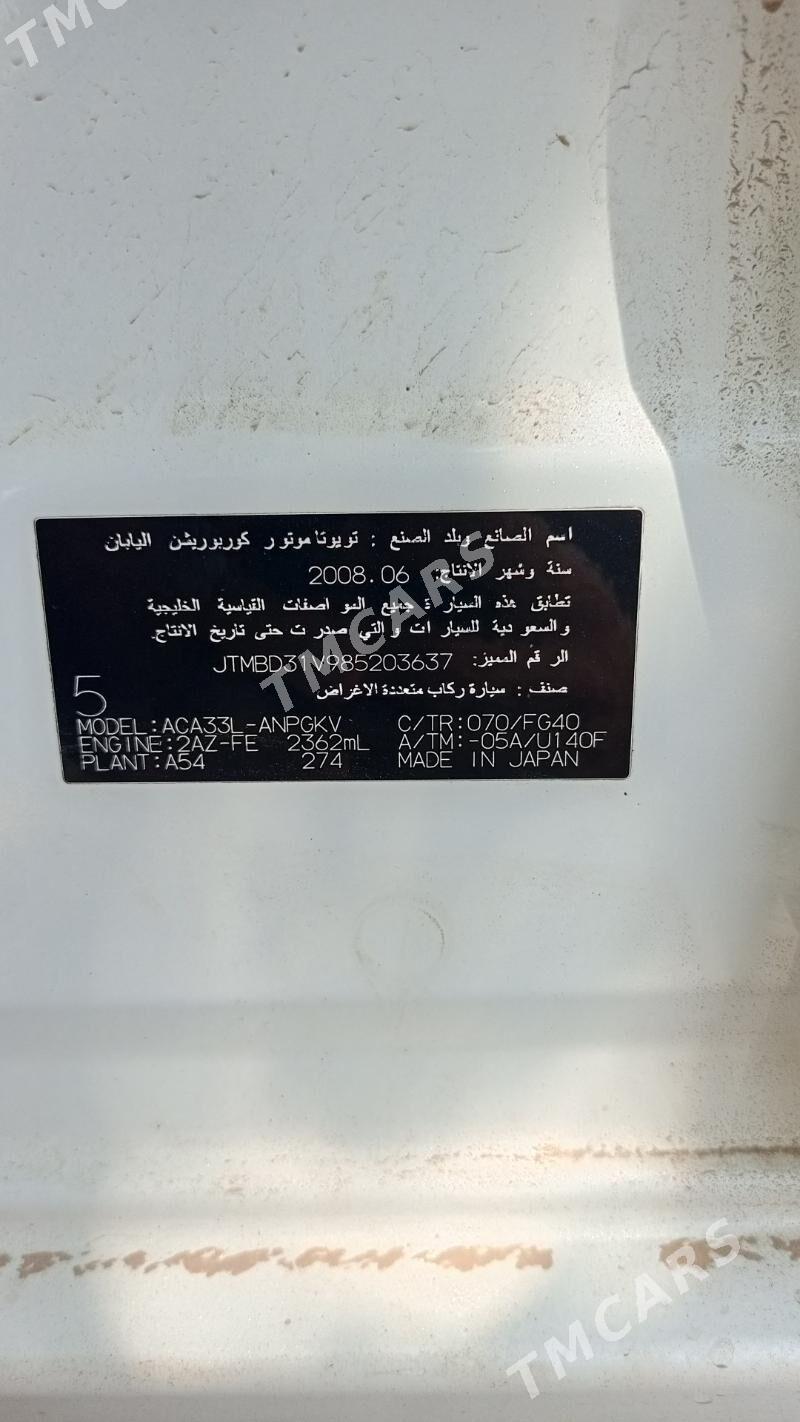 TMCARS
اسم الصانع وبلد الصنع : تويوتا موتور كوربوريشن اليابان
سنة وشهر الانتاج: 2008.06
تطابق هذه السيارة جميع المواصفات القياسية الخليجية
والسعودية للسيارات والتي صدرت حتى تاريخ الانتاج.
الرقم المميز: JTMBD31V985203637
صنف : سيارة ركاب متعددة الاغراض
5
MODEL:ACA33L-ANPGKV C/TR:070/FG40
ENGINE:2AZ-FE 2362mL A/TM:-05A/U140F
PLANT:A54 274 MADE IN JAPAN
TMCARS
TMCARS